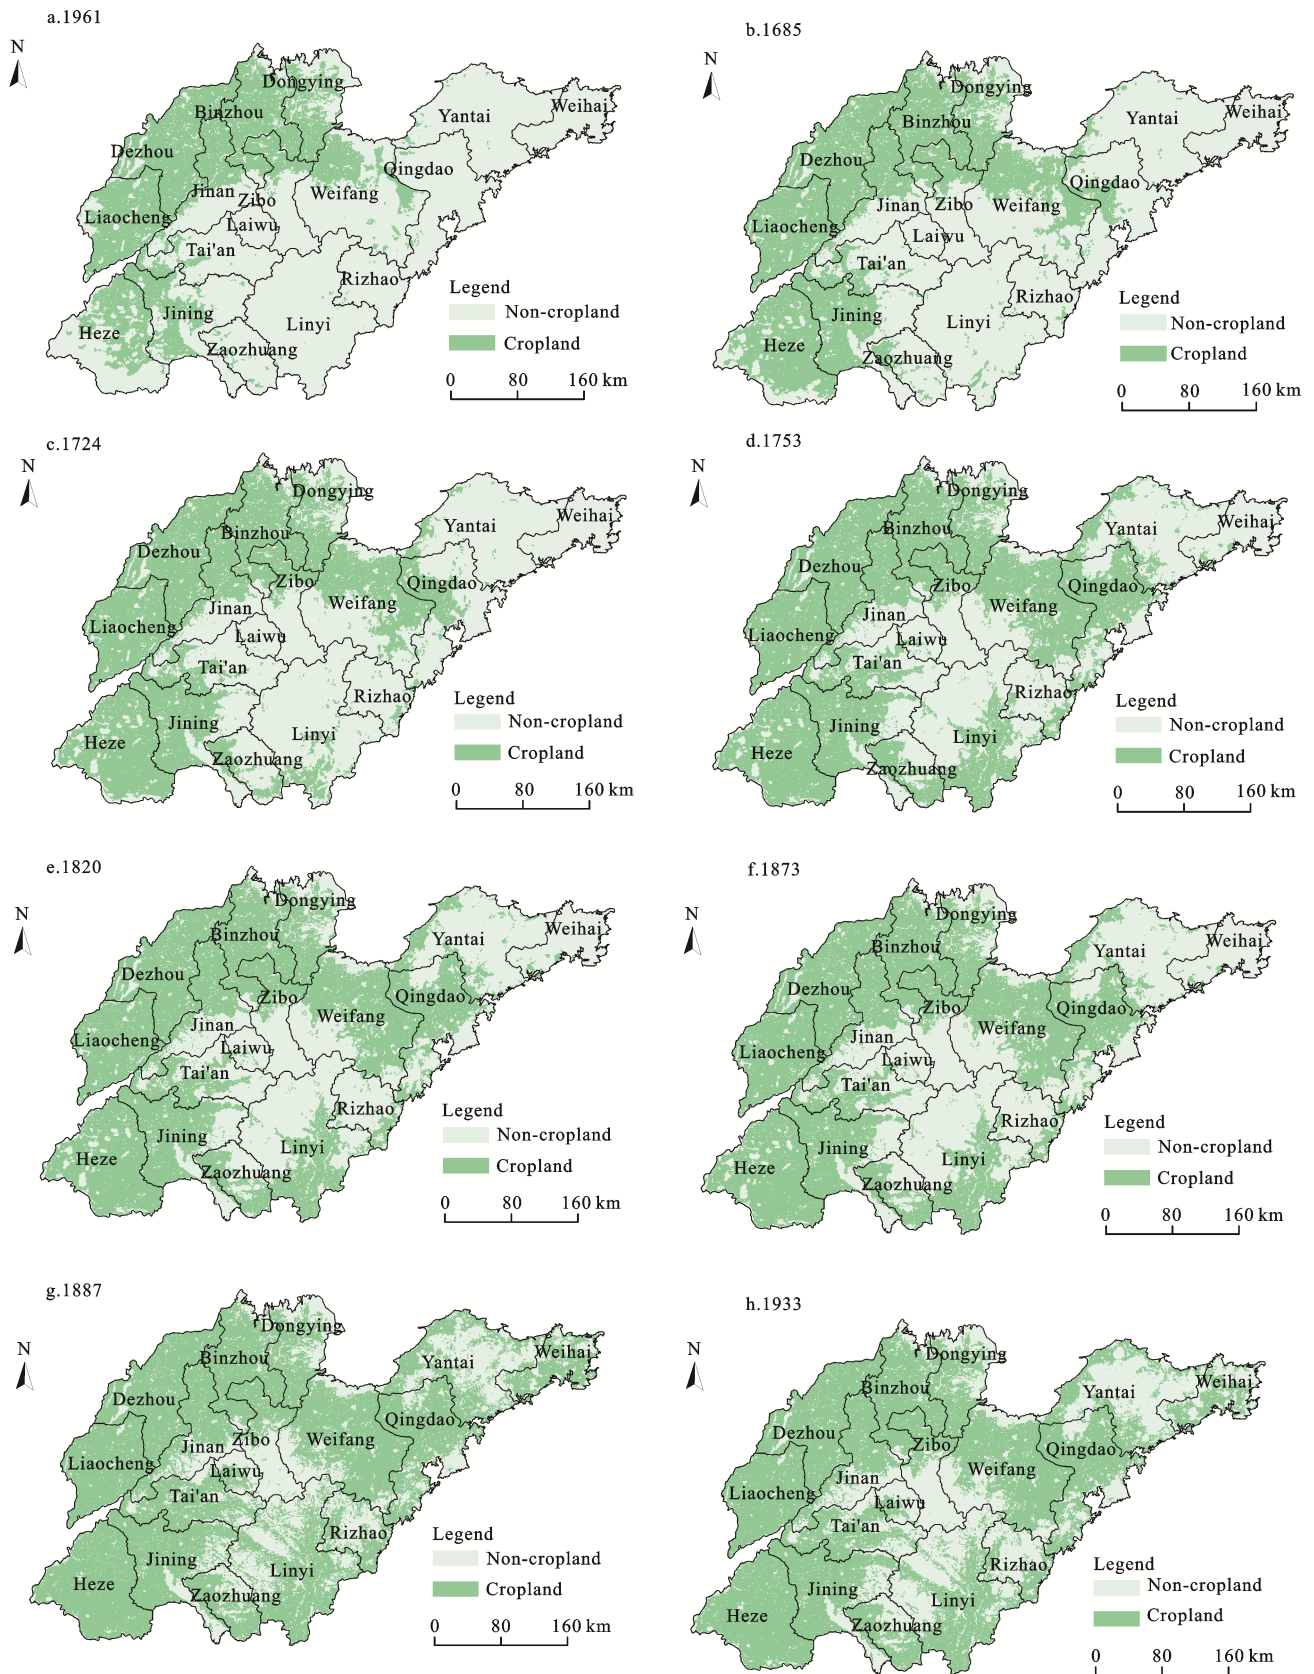 a.1961
N
Dongying
Binzhou
Yantai
Weihai
Dezhou
Qingdao
Jinan
Zibo
Weifang
Liaocheng
Laiwu
Tai'an
Rizhao
Jining
Heze
Linyi
Zaozhuang
Legend
Non-cropland
Cropland
0 80 160 km
b.1685
N
Dongying
Binzhou
Yantai
Weihai
Dezhou
Qingdao
Jinan
Zibo
Weifang
Liaocheng
Laiwu
Tai'an
Rizhao
Jining
Linyi
Heze
Zaozhuang
Legend
Non-cropland
Cropland
0 80 160 km
c.1724
N
Dongying
Yantai
Weihai
Binzhou
Dezhou
Zibo
Qingdao
Jinan
Weifang
Liaocheng
Laiwu
Tai'an
Rizhao
Jining
Linyi
Heze
Zaozhuang
Legend
Non-cropland
Cropland
0 80 160 km
d.1753
N
Dongying
Binzhou
Yantai
Weihai
Dezhou
Zibo
Qingdao
Jinan
Weifang
Liaocheng
Laiwu
Tai'an
Rizhao
Jining
Linyi
Heze
Zaozhuang
Legend
Non-cropland
Cropland
0 80 160 km
e.1820
N
Dongying
Binzhou
Yantai
Weihai
Dezhou
Zibo
Qingdao
Jinan
Weifang
Liaocheng
Laiwu
Tai'an
Rizhao
Jining
Linyi
Heze
Zaozhuang
Legend
Non-cropland
Cropland
0 80 160 km
f.1873
N
Dongying
Binzhou
Yantai
Weihai
Dezhou
Zibo
Qingdao
Jinan
Weifang
Liaocheng
Laiwu
Tai'an
Rizhao
Jining
Linyi
Heze
Zaozhuang
Legend
Non-cropland
Cropland
0 80 160 km
g.1887
N
Dongying
Binzhou
Yantai
Weihai
Dezhou
Qingdao
Jinan
Zibo
Weifang
Liaocheng
Laiwu
Tai'an
Rizhao
Jining
Linyi
Heze
Zaozhuang
Legend
Non-cropland
Cropland
0 80 160 km
h.1933
N
Dongying
Binzhou
Yantai
Weihai
Dezhou
Zibo
Qingdao
Jinan
Weifang
Liaocheng
Laiwu
Tai'an
Rizhao
Jining
Linyi
Heze
Zaozhuang
Legend
Non-cropland
Cropland
0 80 160 km